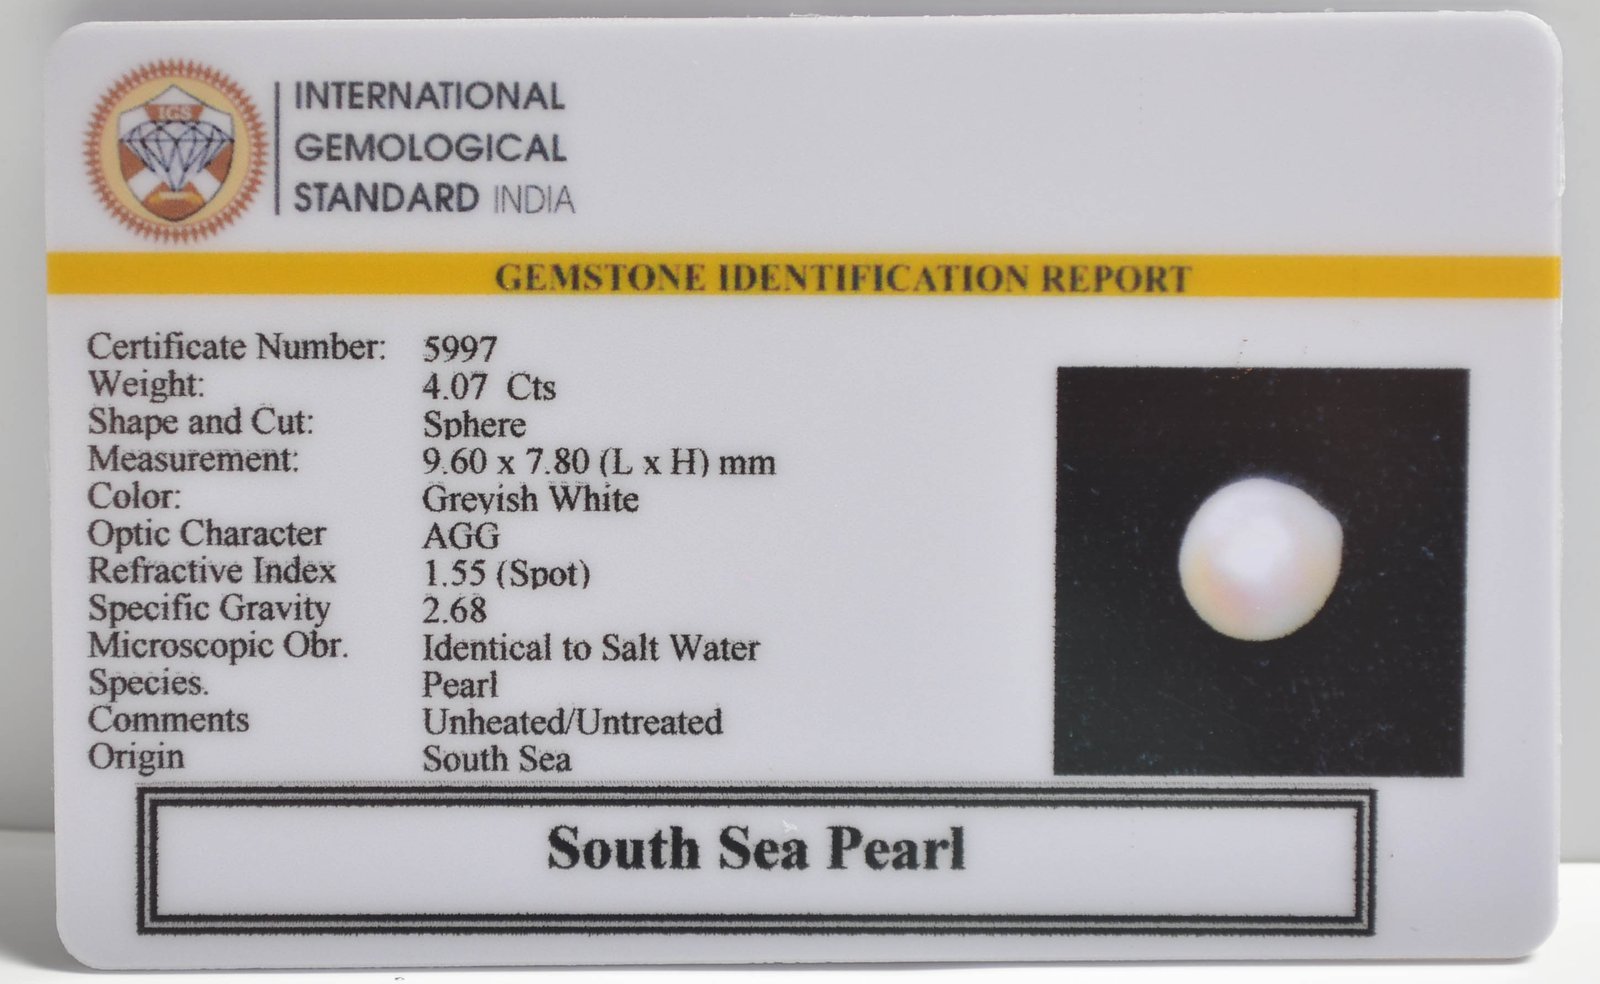 IGS
INTERNATIONAL
GEMOLOGICAL
STANDARD INDIA
GEMSTONE IDENTIFICATION REPORT
Certificate Number: 5997
Weight: 4.07 Cts
Shape and Cut: Sphere
Measurement: 9.60 x 7.80 (L x H) mm
Color: Greyish White
Optic Character AGG
Refractive Index 1.55 (Spot)
Specific Gravity 2.68
Microscopic Obr. Identical to Salt Water
Species. Pearl
Comments Unheated/Untreated
Origin South Sea
South Sea Pearl